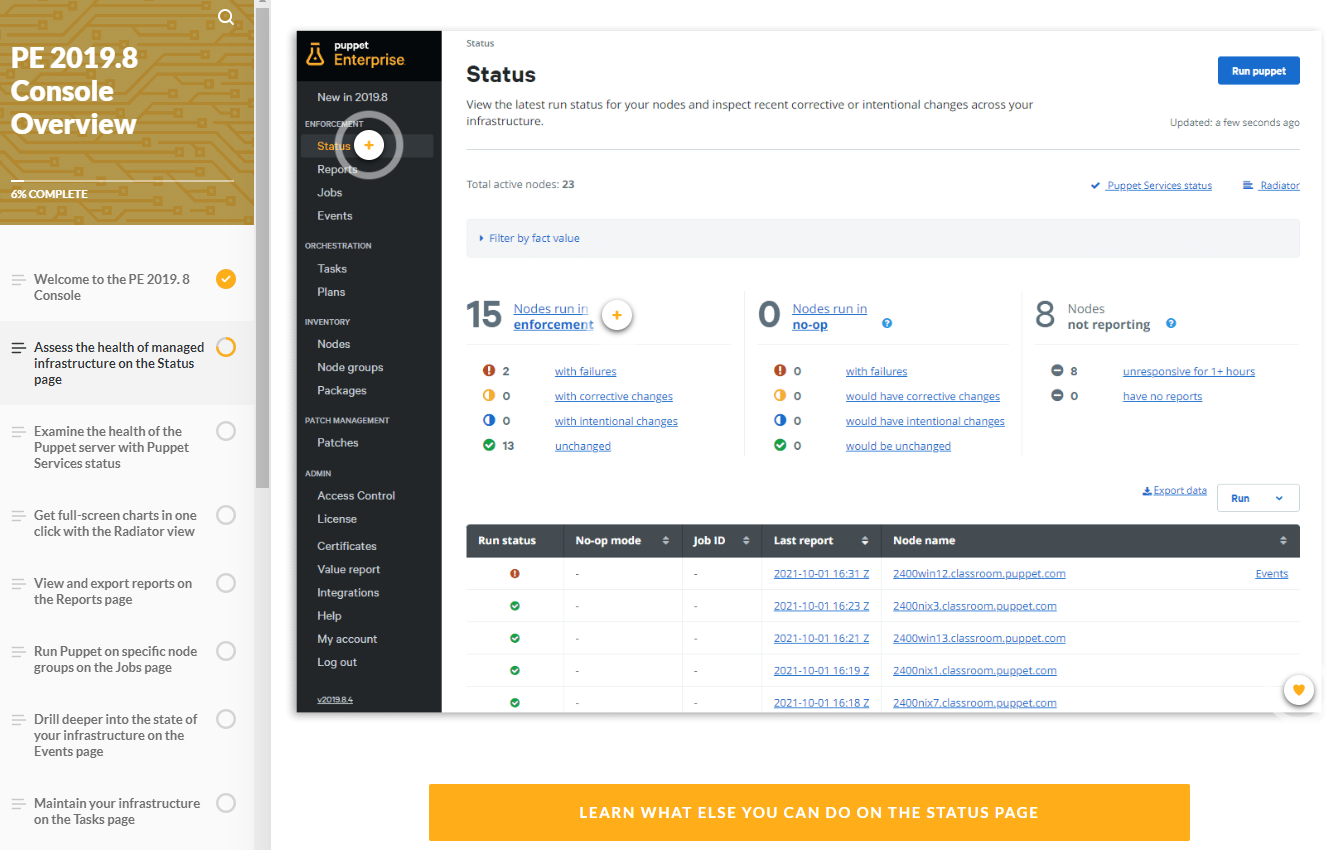 PE 2019.8
Console
Overview
6% COMPLETE
Welcome to the PE 2019. 8
Console
Assess the health of managed
infrastructure on the Status
page
Examine the health of the
Puppet server with Puppet
Services status
Get full-screen charts in one
click with the Radiator view
View and export reports on
the Reports page
Run Puppet on specific node
groups on the Jobs page
Drill deeper into the state of
your infrastructure on the
Events page
Maintain your infrastructure
on the Tasks page
puppet
Enterprise
New in 2019.8
ENFORCEMENT
Status
Reports
Jobs
Events
ORCHESTRATION
Tasks
Plans
INVENTORY
Nodes
Node groups
Packages
PATCH MANAGEMENT
Patches
ADMIN
Access Control
License
Certificates
Value report
Integrations
Help
My account
Log out
v2019.8.4
Status
Status
Run puppet
View the latest run status for your nodes and inspect recent corrective or intentional changes across your
infrastructure.
Updated: a few seconds ago
Total active nodes: 23
Puppet Services status
Radiator
Filter by fact value
15 Nodes run in
enforcement
2 with failures
0 with corrective changes
0 with intentional changes
13 unchanged
0 Nodes run in
no-op
0 with failures
0 would have corrective changes
0 would have intentional changes
0 would be unchanged
8 Nodes
not reporting
8 unresponsive for 1+ hours
0 have no reports
Export data
Run
Run status No-op mode Job ID Last report Node name
- - 2021-10-01 16:31 Z 2400win12.classroom.puppet.com Events
- - 2021-10-01 16:23 Z 2400nix3.classroom.puppet.com
- - 2021-10-01 16:21 Z 2400win13.classroom.puppet.com
- - 2021-10-01 16:19 Z 2400nix1.classroom.puppet.com
- - 2021-10-01 16:18 Z 2400nix7.classroom.puppet.com
LEARN WHAT ELSE YOU CAN DO ON THE STATUS PAGE